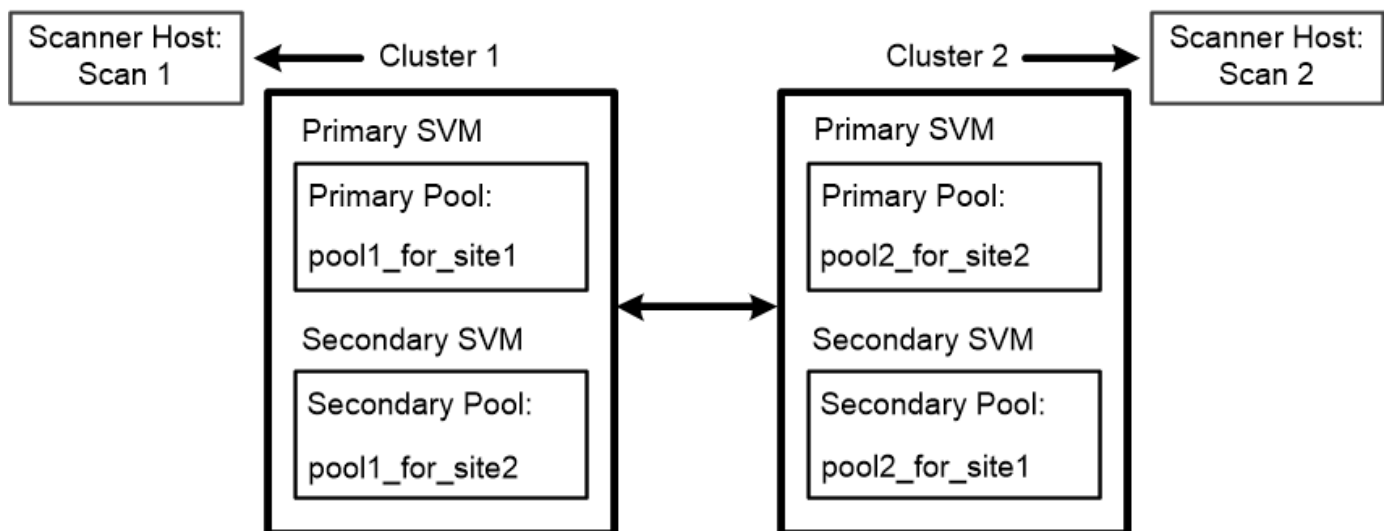 Scanner Host:
Scan 1
Cluster 1
Cluster 2
Scanner Host:
Scan 2
Primary SVM
Primary Pool:
pool1_for_site1
Secondary SVM
Secondary Pool:
pool1_for_site2
Primary SVM
Primary Pool:
pool2_for_site2
Secondary SVM
Secondary Pool:
pool2_for_site1